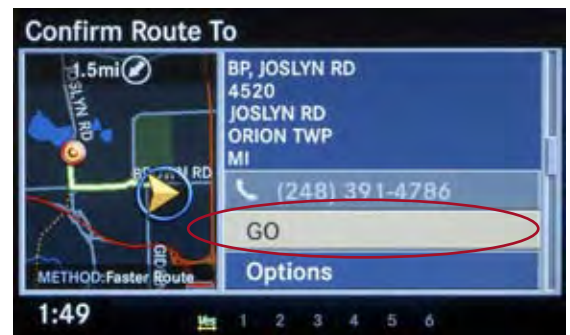 Confirm Route To
1.5mi
JOSLYN RD
RD
METHOD:Faster Route
BP, JOSLYN RD
4520
JOSLYN RD
ORION TWP
MI
(248) 391-4786
GO
Options
1:49
1 2 3 4 5 6